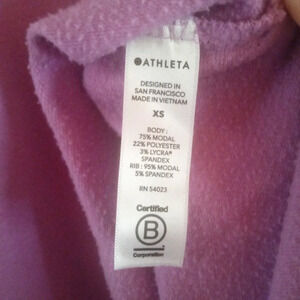 ATHLETA
DESIGNED IN
SAN FRANCISCO
MADE IN VIETNAM
XS
BODY:
75% MODAL
22% POLYESTER
3% LYCRA®
SPANDEX
RIB: 95% MODAL
5% SPANDEX
RN 54023
Certified
B
Corporation